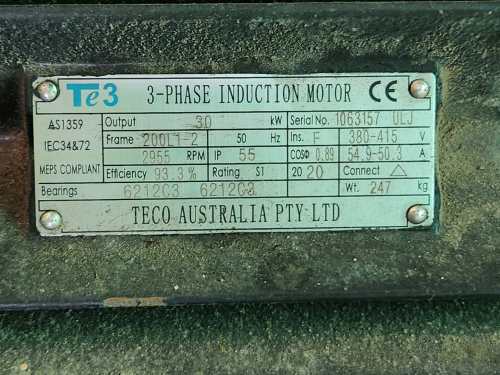 Te3 3-PHASE INDUCTION MOTOR CE
AS1359 Output 30 kW Serial No. 1063157 ULJ
IEC34&72 Frame 200L1-2 50 Hz Ins. F 380-415 V
2955 RPM IP 55 COSΦ 0.89 54.9-50.3 A
MEPS COMPLIANT Efficiency 93.3 % Rating S1 20 20 Connect △
Bearings 6212C3 6212C3 Wt. 247 kg
TECO AUSTRALIA PTY LTD